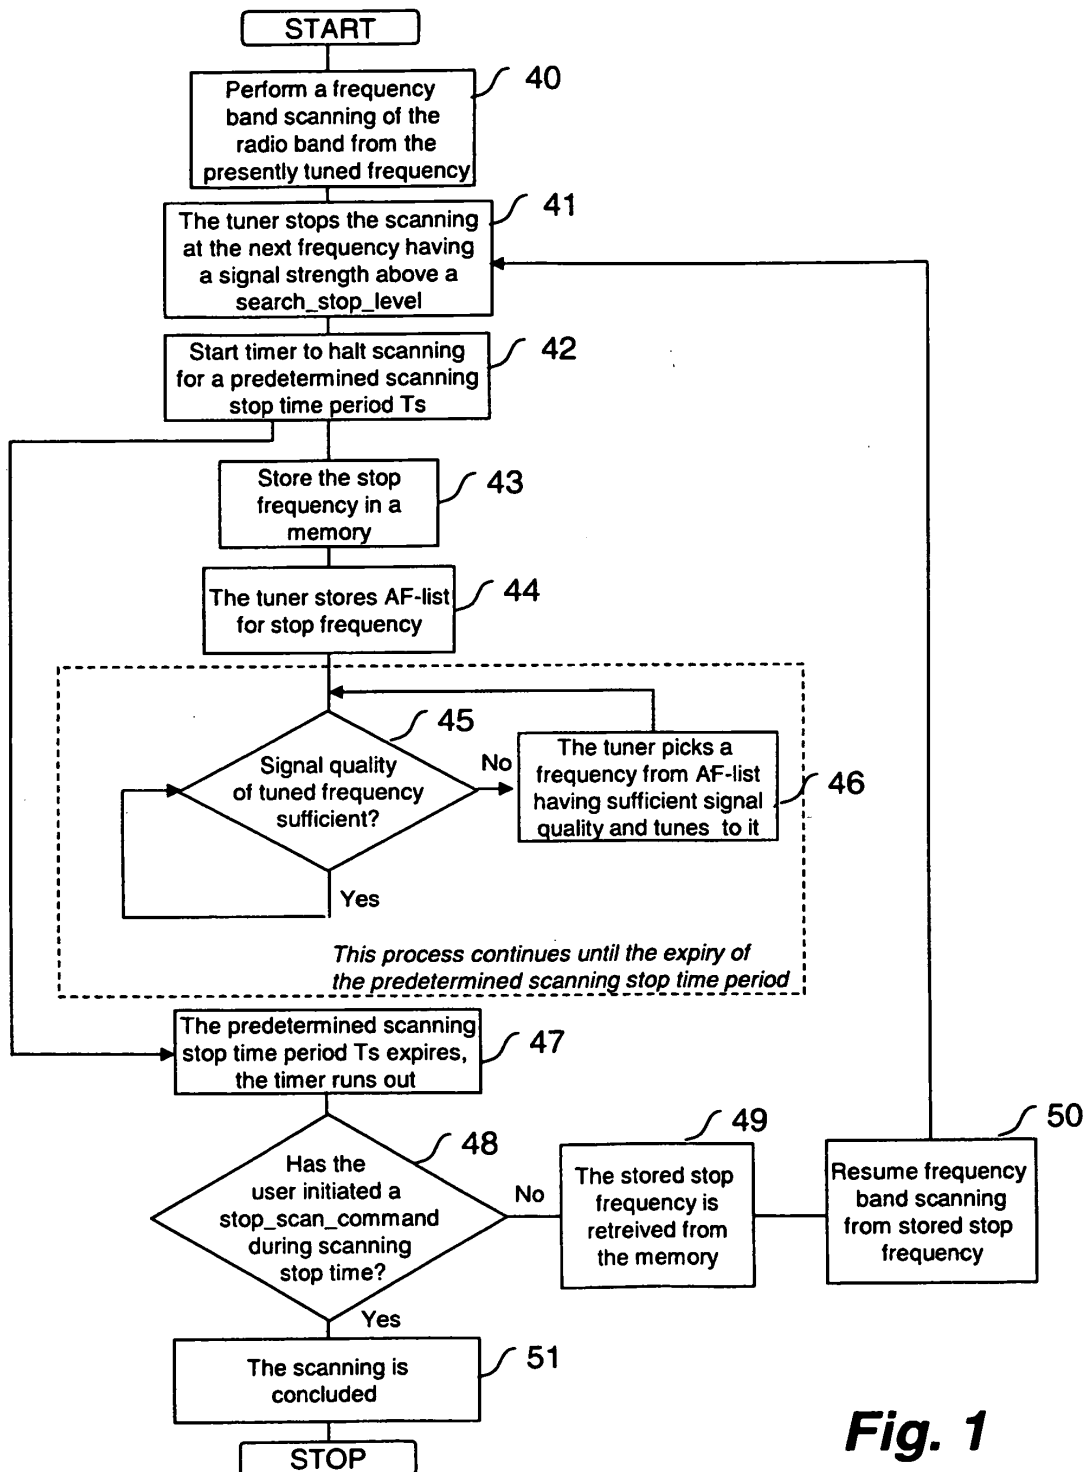 START
40
Perform a frequency
band scanning of the
radio band from the
presently tuned frequency
41
The tuner stops the scanning
at the next frequency having
a signal strength above a
search_stop_level
42
Start timer to halt scanning
for a predetermined scanning
stop time period Ts
43
Store the stop
frequency in a
memory
44
The tuner stores AF-list
for stop frequency
45
Signal quality
of tuned frequency
sufficient?
No
The tuner picks a
frequency from AF-list
having sufficient signal
quality and tunes to it
46
Yes
This process continues until the expiry of
the predetermined scanning stop time period
The predetermined scanning
stop time period Ts expires,
the timer runs out
47
48
Has the
user initiated a
stop_scan_command
during scanning
stop time?
No
49
The stored stop
frequency is
retreived from
the memory
50
Resume frequency
band scanning
from stored stop
frequency
Yes
51
The scanning is
concluded
STOP
Fig. 1